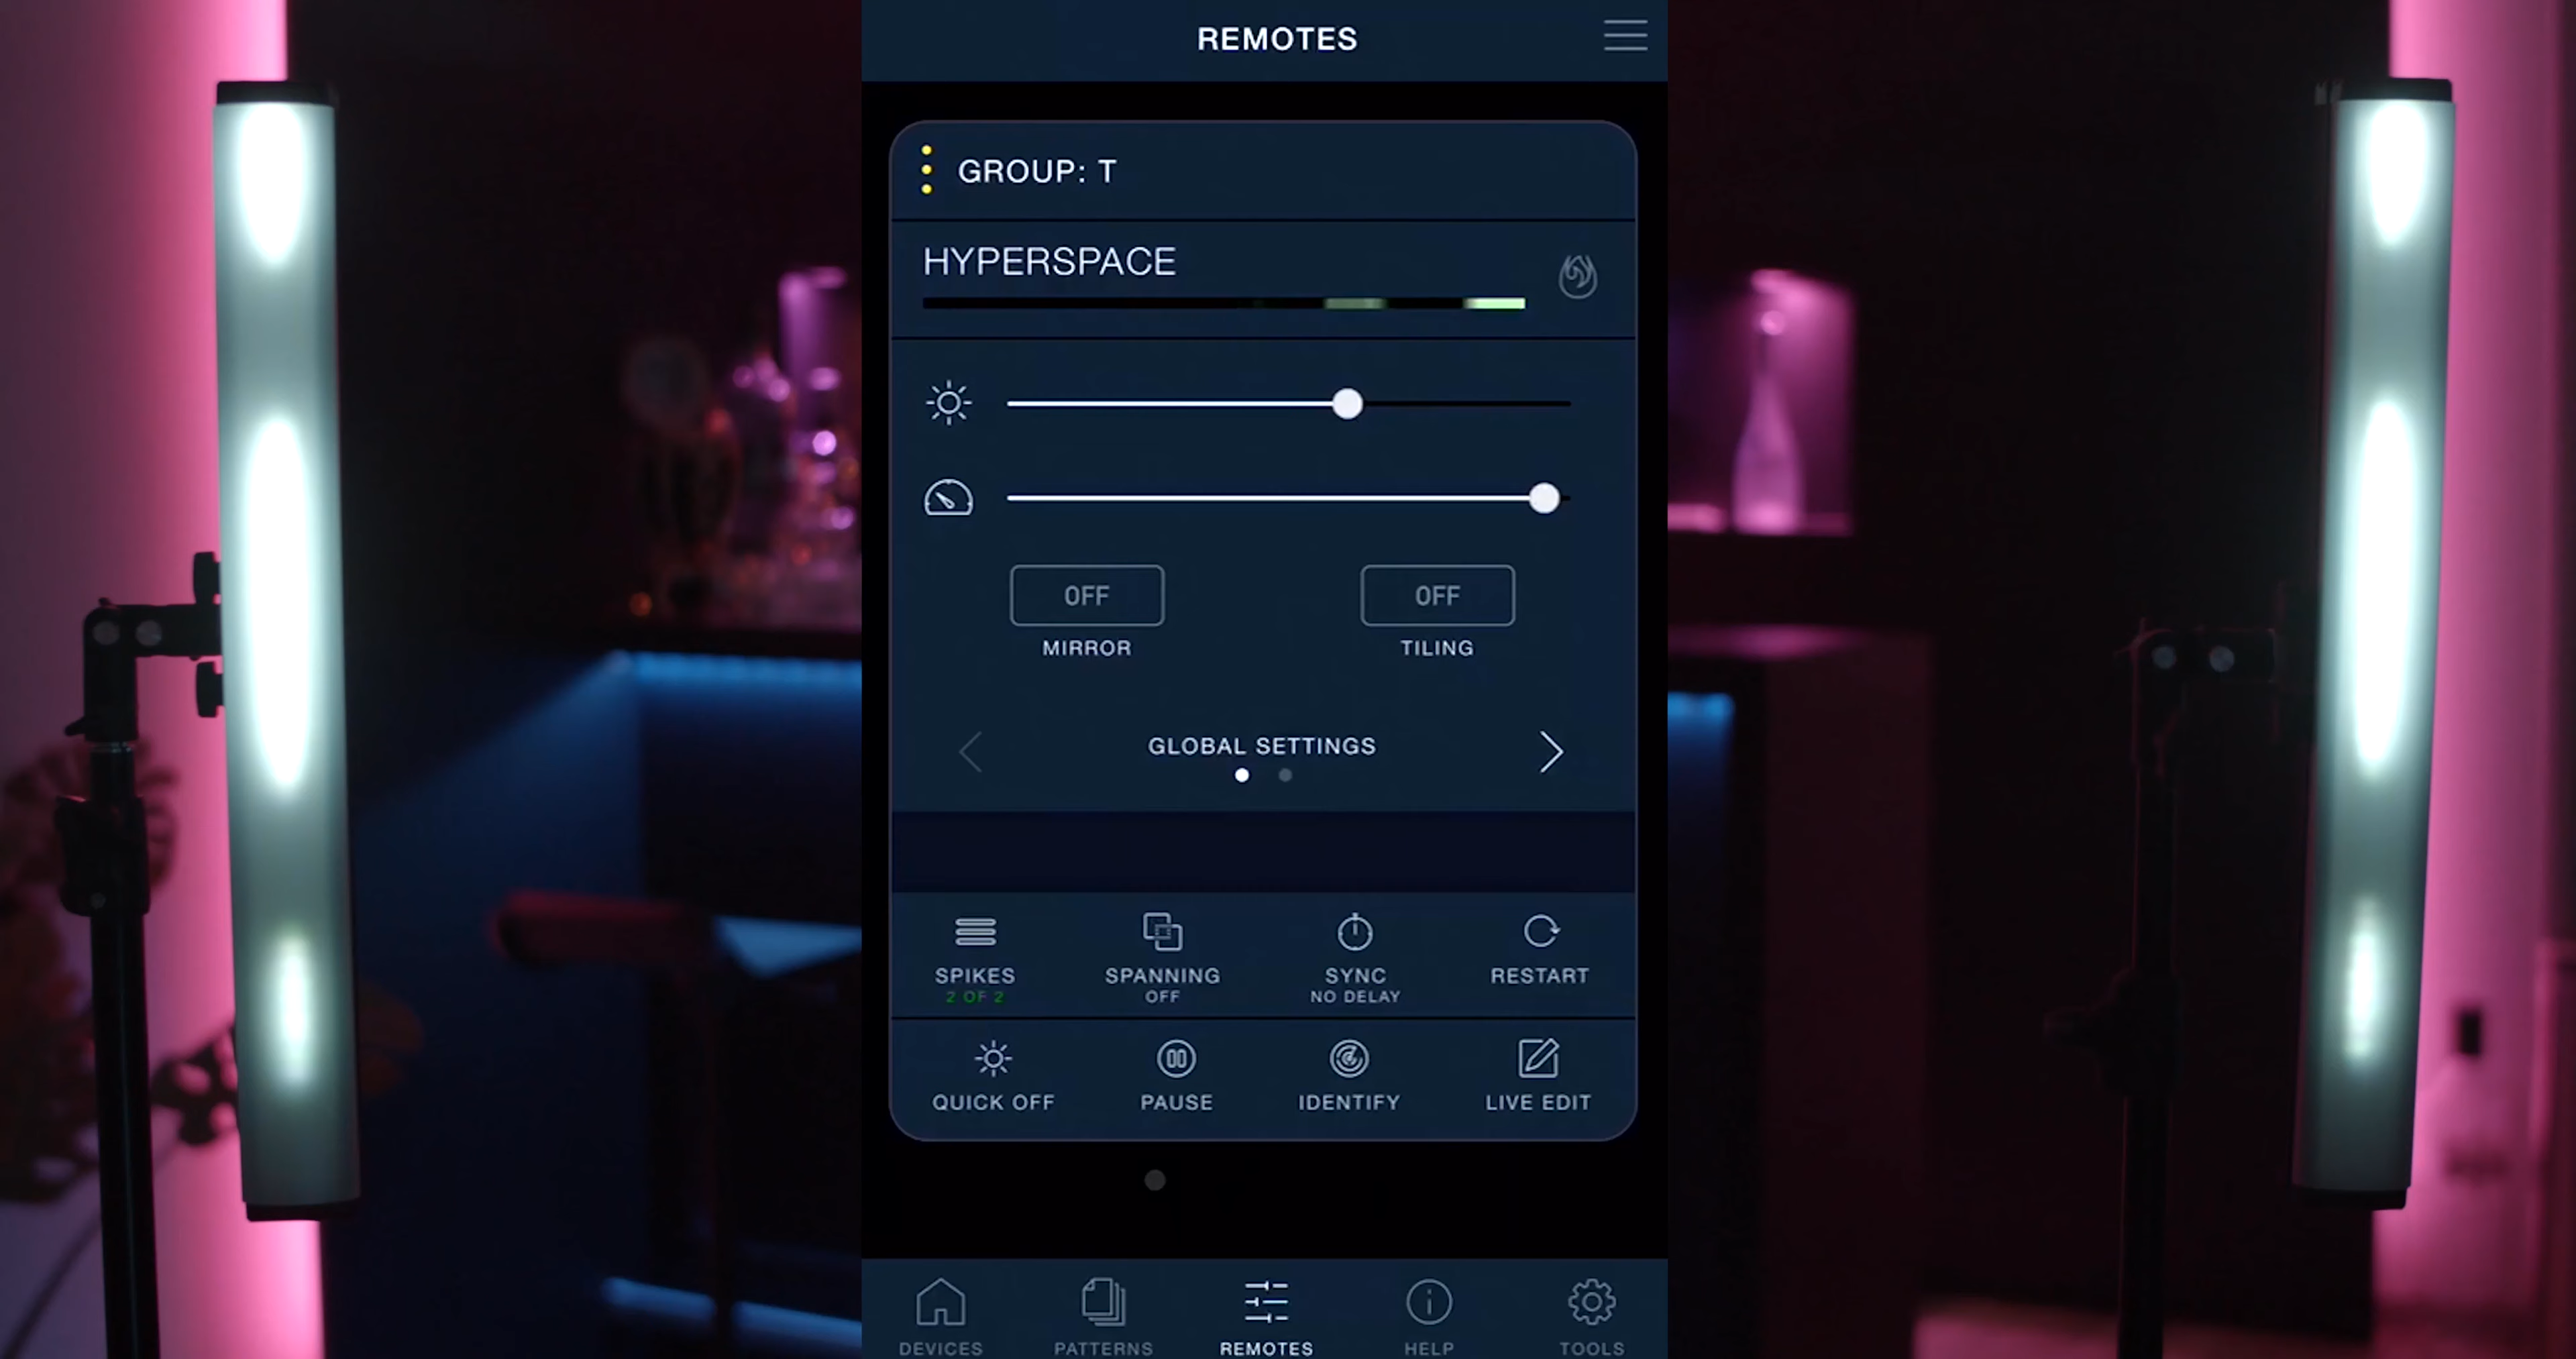 REMOTES
GROUP: T
HYPERSPACE
OFF
OFF
MIRROR
TILING
GLOBAL SETTINGS
SPIKES
2 OF 2
SPANNING
OFF
SYNC
NO DELAY
RESTART
QUICK OFF
PAUSE
IDENTIFY
LIVE EDIT
DEVICES
PATTERNS
REMOTES
HELP
TOOLS